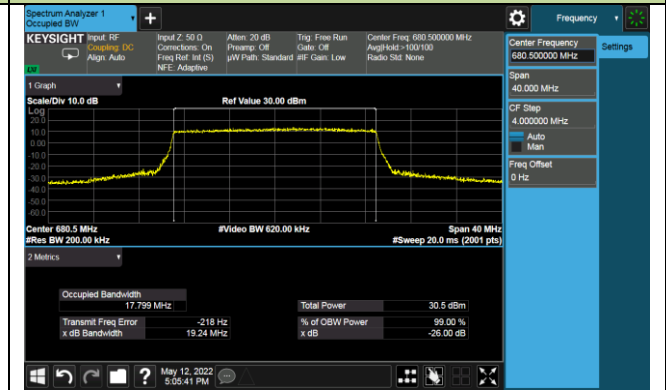 Spectrum Analyzer 1
Occupied BW
Frequency
KEYSIGHT
Input: RF
Coupling: DC
Align: Auto
Input Z: 50 Ω
Corrections: On
Freq Ref: Int (S)
NFE: Adaptive
Atten: 20 dB
Preamp: Off
µW Path: Standard
Trig: Free Run
Gate: Off
#IF Gain: Low
Center Freq: 680.500000 MHz
Avg|Hold:>100/100
Radio Std: None
Center Frequency
680.500000 MHz
Settings
Span
40.000 MHz
CF Step
4.000000 MHz
Auto
Man
Freq Offset
0 Hz
1 Graph
Scale/Div 10.0 dB
Ref Value 30.00 dBm
Log
20.0
10.0
0.00
-10.0
-20.0
-30.0
-40.0
-50.0
-60.0
Center 680.5 MHz
#Video BW 620.00 kHz
Span 40 MHz
#Res BW 200.00 kHz
#Sweep 20.0 ms (2001 pts)
2 Metrics
Occupied Bandwidth
17.799 MHz
Total Power
30.5 dBm
Transmit Freq Error
-218 Hz
% of OBW Power
99.00 %
x dB Bandwidth
19.24 MHz
x dB
-26.00 dB
?
May 12, 2022
5:05:41 PM